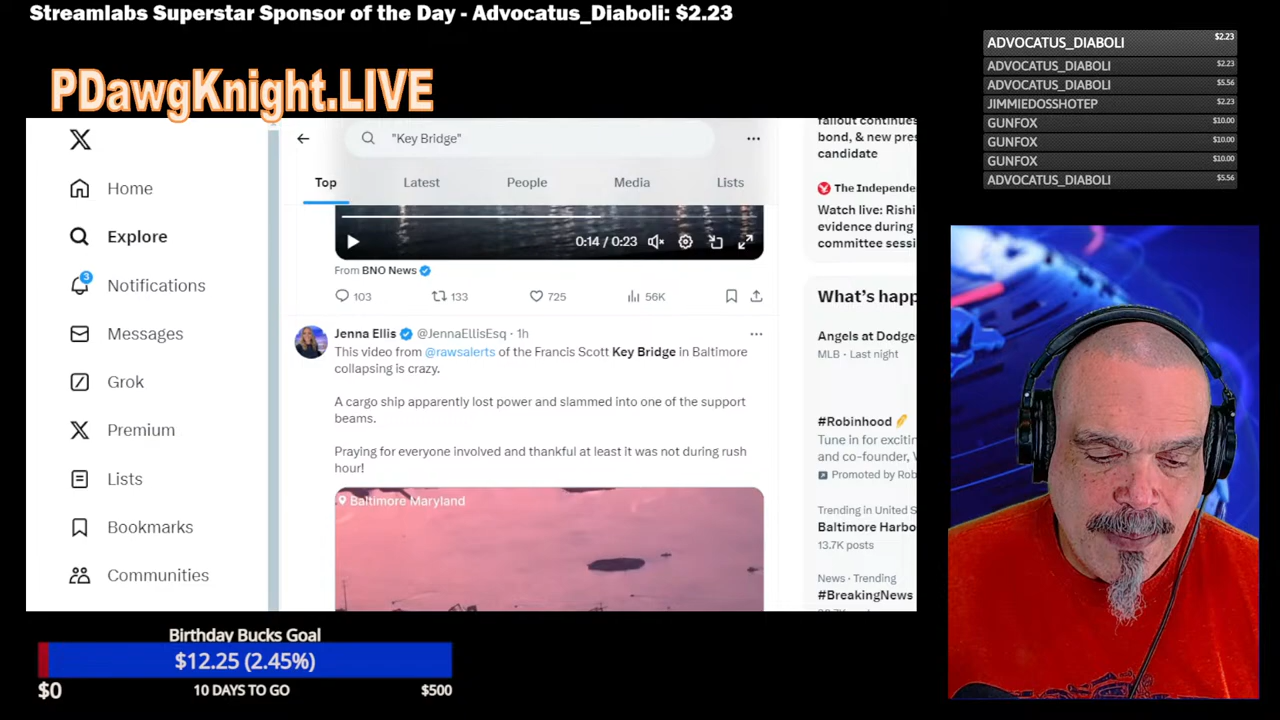 Streamlabs Superstar Sponsor of the Day - Advocatus_Diaboli: $2.23
PDawgKnight.LIVE
ADVOCATUS_DIABOLI $2.23
ADVOCATUS_DIABOLI $2.23
ADVOCATUS_DIABOLI $5.56
JIMMIEDOSSHOTEP $2.23
GUNFOX $10.00
GUNFOX $10.00
GUNFOX $10.00
ADVOCATUS_DIABOLI $5.56
X
Home
Explore
3
Notifications
Messages
Grok
Premium
Lists
Bookmarks
Communities
"Key Bridge"
Top Latest People Media Lists
0:14 / 0:23
From BNO News
103 133 725 56K
Jenna Ellis @JennaEllisEsq · 1h
This video from @rawsalerts of the Francis Scott Key Bridge in Baltimore
collapsing is crazy.
A cargo ship apparently lost power and slammed into one of the support
beams.
Praying for everyone involved and thankful at least it was not during rush
hour!
Baltimore Maryland
fallout continues
bond, & new pres
candidate
The Independe
Watch live: Rishi
evidence during
committee sessi
What's happ
Angels at Dodge
MLB · Last night
#Robinhood
Tune in for excitin
and co-founder, V
Promoted by Rob
Trending in United S
Baltimore Harbo
13.7K posts
News · Trending
#BreakingNews
Birthday Bucks Goal
$12.25 (2.45%)
$0 10 DAYS TO GO $500